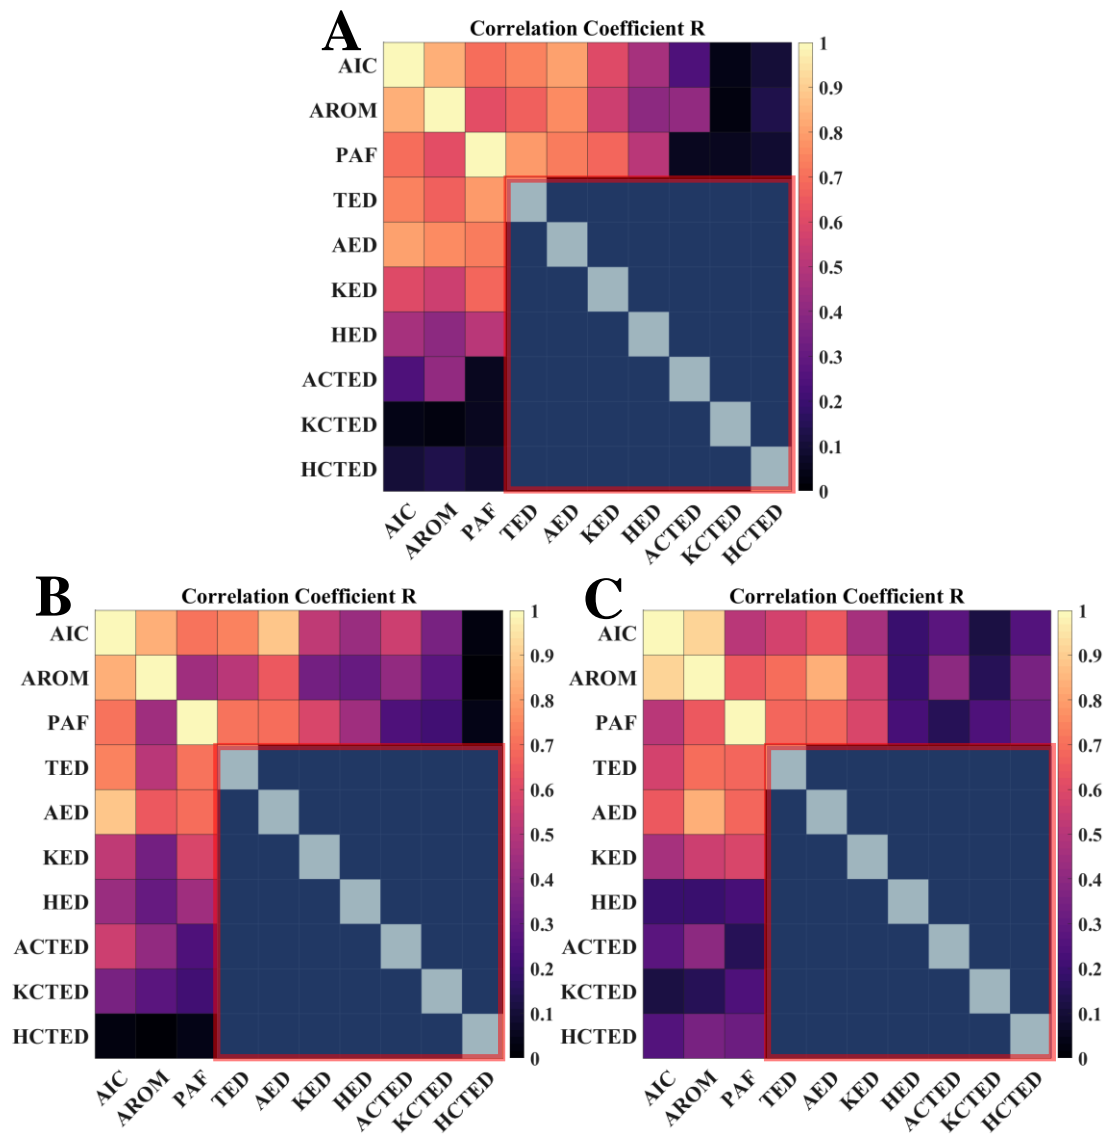 A
Correlation Coefficient R
AIC
AROM
PAF
TED
AED
KED
HED
ACTED
KCTED
HCTED
1
0.9
0.8
0.7
0.6
0.5
0.4
0.3
0.2
0.1
0
AIC AROM PAF TED AED KED HED ACTED KCTED HCTED
B
Correlation Coefficient R
AIC
AROM
PAF
TED
AED
KED
HED
ACTED
KCTED
HCTED
1
0.9
0.8
0.7
0.6
0.5
0.4
0.3
0.2
0.1
0
AIC AROM PAF TED AED KED HED ACTED KCTED HCTED
C
Correlation Coefficient R
AIC
AROM
PAF
TED
AED
KED
HED
ACTED
KCTED
HCTED
1
0.9
0.8
0.7
0.6
0.5
0.4
0.3
0.2
0.1
0
AIC AROM PAF TED AED KED HED ACTED KCTED HCTED